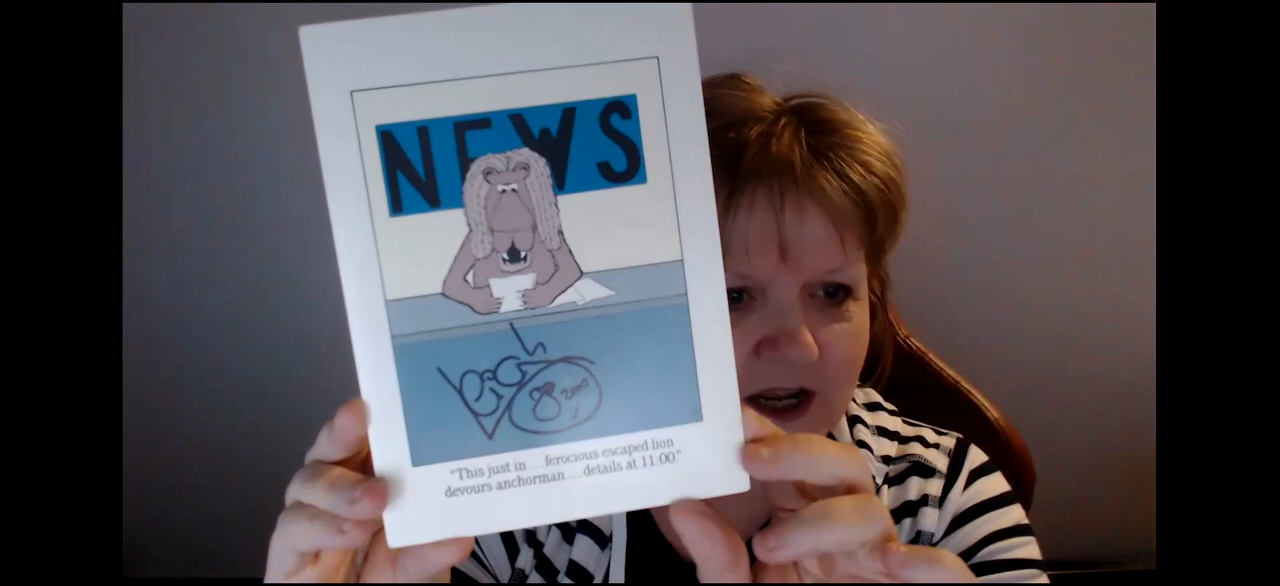 NEWS
"This just in...ferocious escaped lion
devours anchorman...details at 11:00."